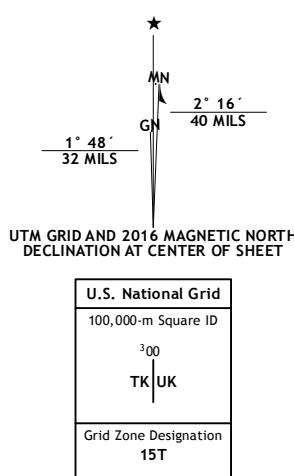 ★
MN
GN
2° 16´
40 MILS
1° 48´
32 MILS
UTM GRID AND 2016 MAGNETIC NORTH
DECLINATION AT CENTER OF SHEET
U.S. National Grid
100,000-m Square ID
³00
TK UK
Grid Zone Designation
15T